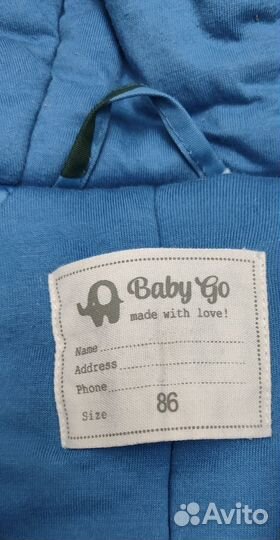 Baby Go
made with love!
Name
Address
Phone
Size 86
Avito